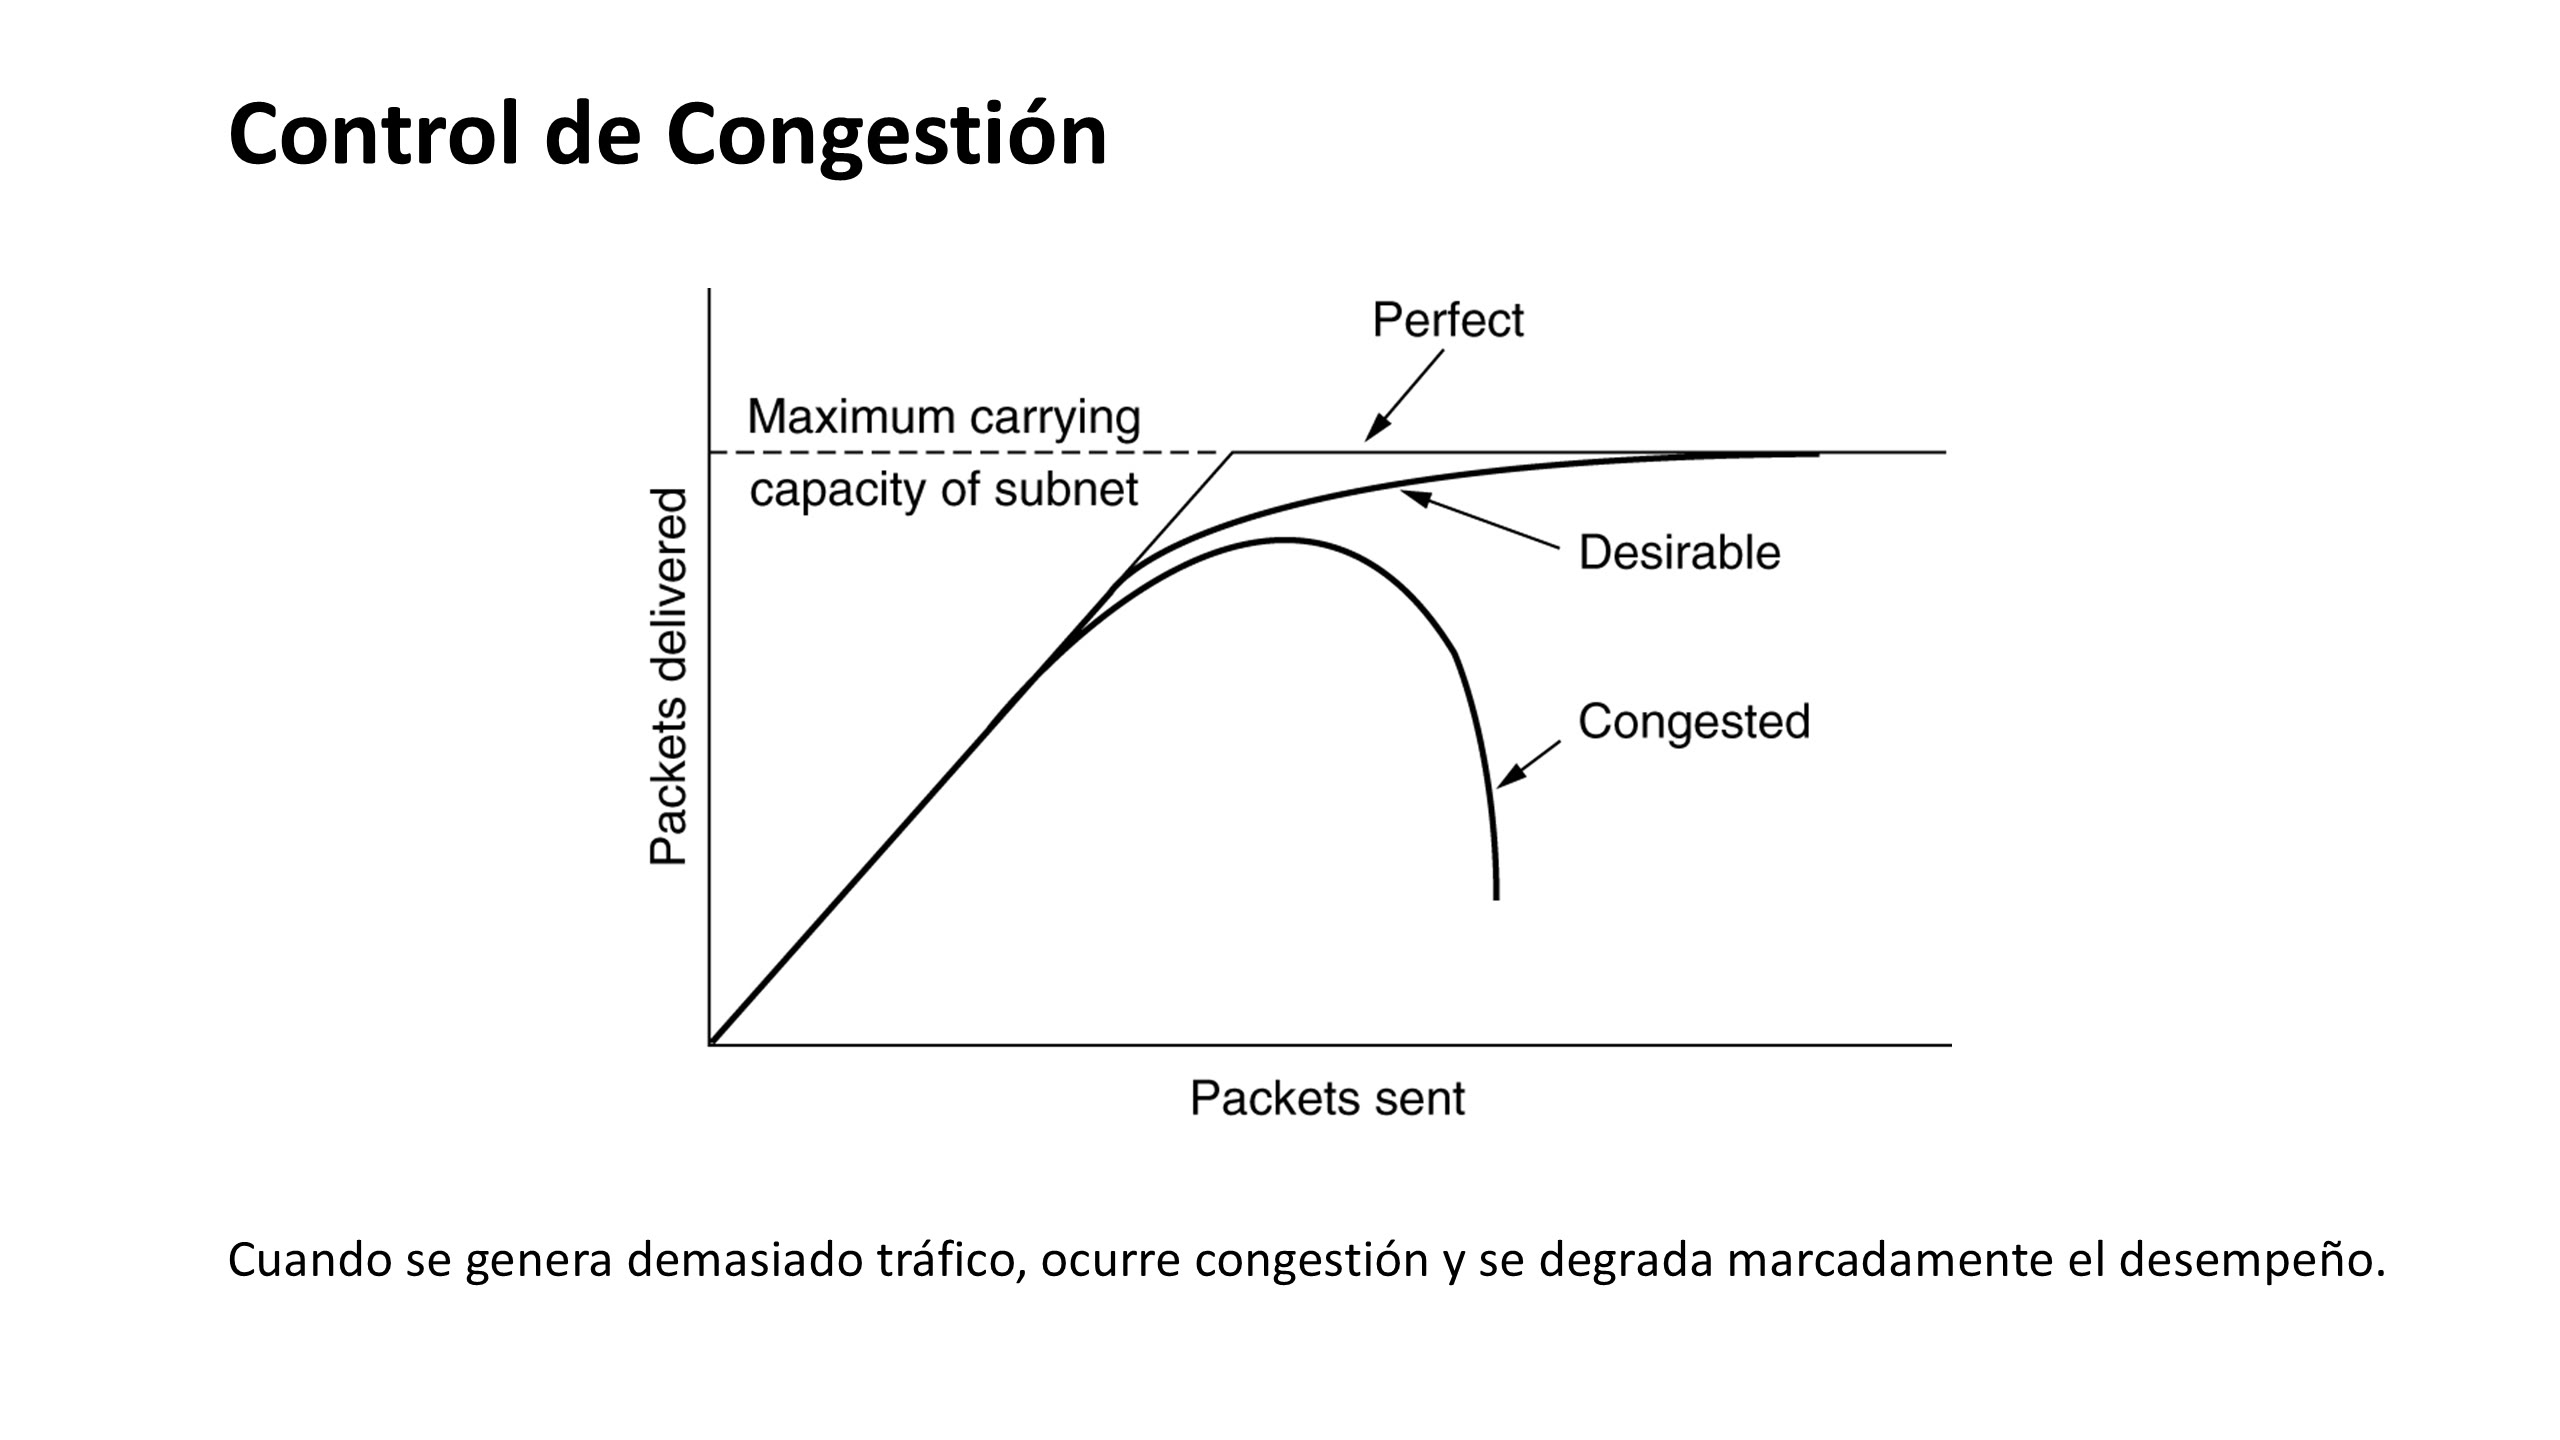 Control de Congestión
Perfect
Maximum carrying
capacity of subnet
Desirable
Congested
Packets delivered
Packets sent
Cuando se genera demasiado tráfico, ocurre congestión y se degrada marcadamente el desempeño.